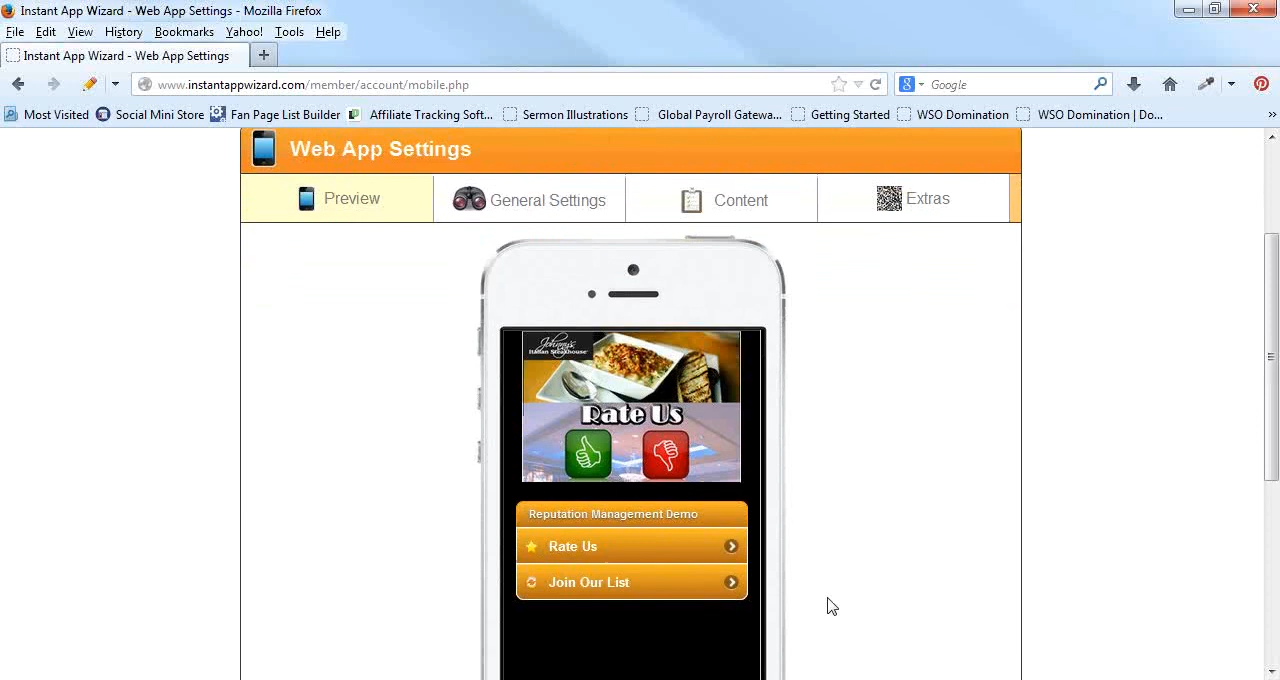 Instant App Wizard - Web App Settings - Mozilla Firefox
File Edit View History Bookmarks Yahoo! Tools Help
Instant App Wizard - Web App Settings
www.instantappwizard.com/member/account/mobile.php
Google
Most Visited Social Mini Store Fan Page List Builder Affiliate Tracking Soft... Sermon Illustrations Global Payroll Gatewa... Getting Started WSO Domination WSO Domination | Do...
Web App Settings
Preview General Settings Content Extras
Johnny's
Italian Steakhouse
Rate Us
Reputation Management Demo
Rate Us
Join Our List